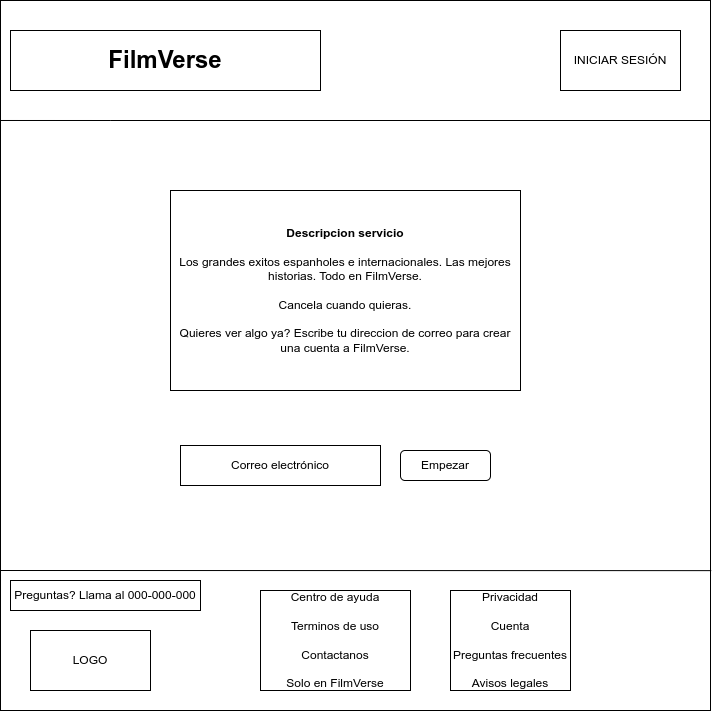 FilmVerse
INICIAR SESIÓN
Descripcion servicio
Los grandes exitos espanholes e internacionales. Las mejores
historias. Todo en FilmVerse.
Cancela cuando quieras.
Quieres ver algo ya? Escribe tu direccion de correo para crear
una cuenta a FilmVerse.
Correo electrónico
Empezar
Preguntas? Llama al 000-000-000
LOGO
Centro de ayuda
Terminos de uso
Contactanos
Solo en FilmVerse
Privacidad
Cuenta
Preguntas frecuentes
Avisos legales